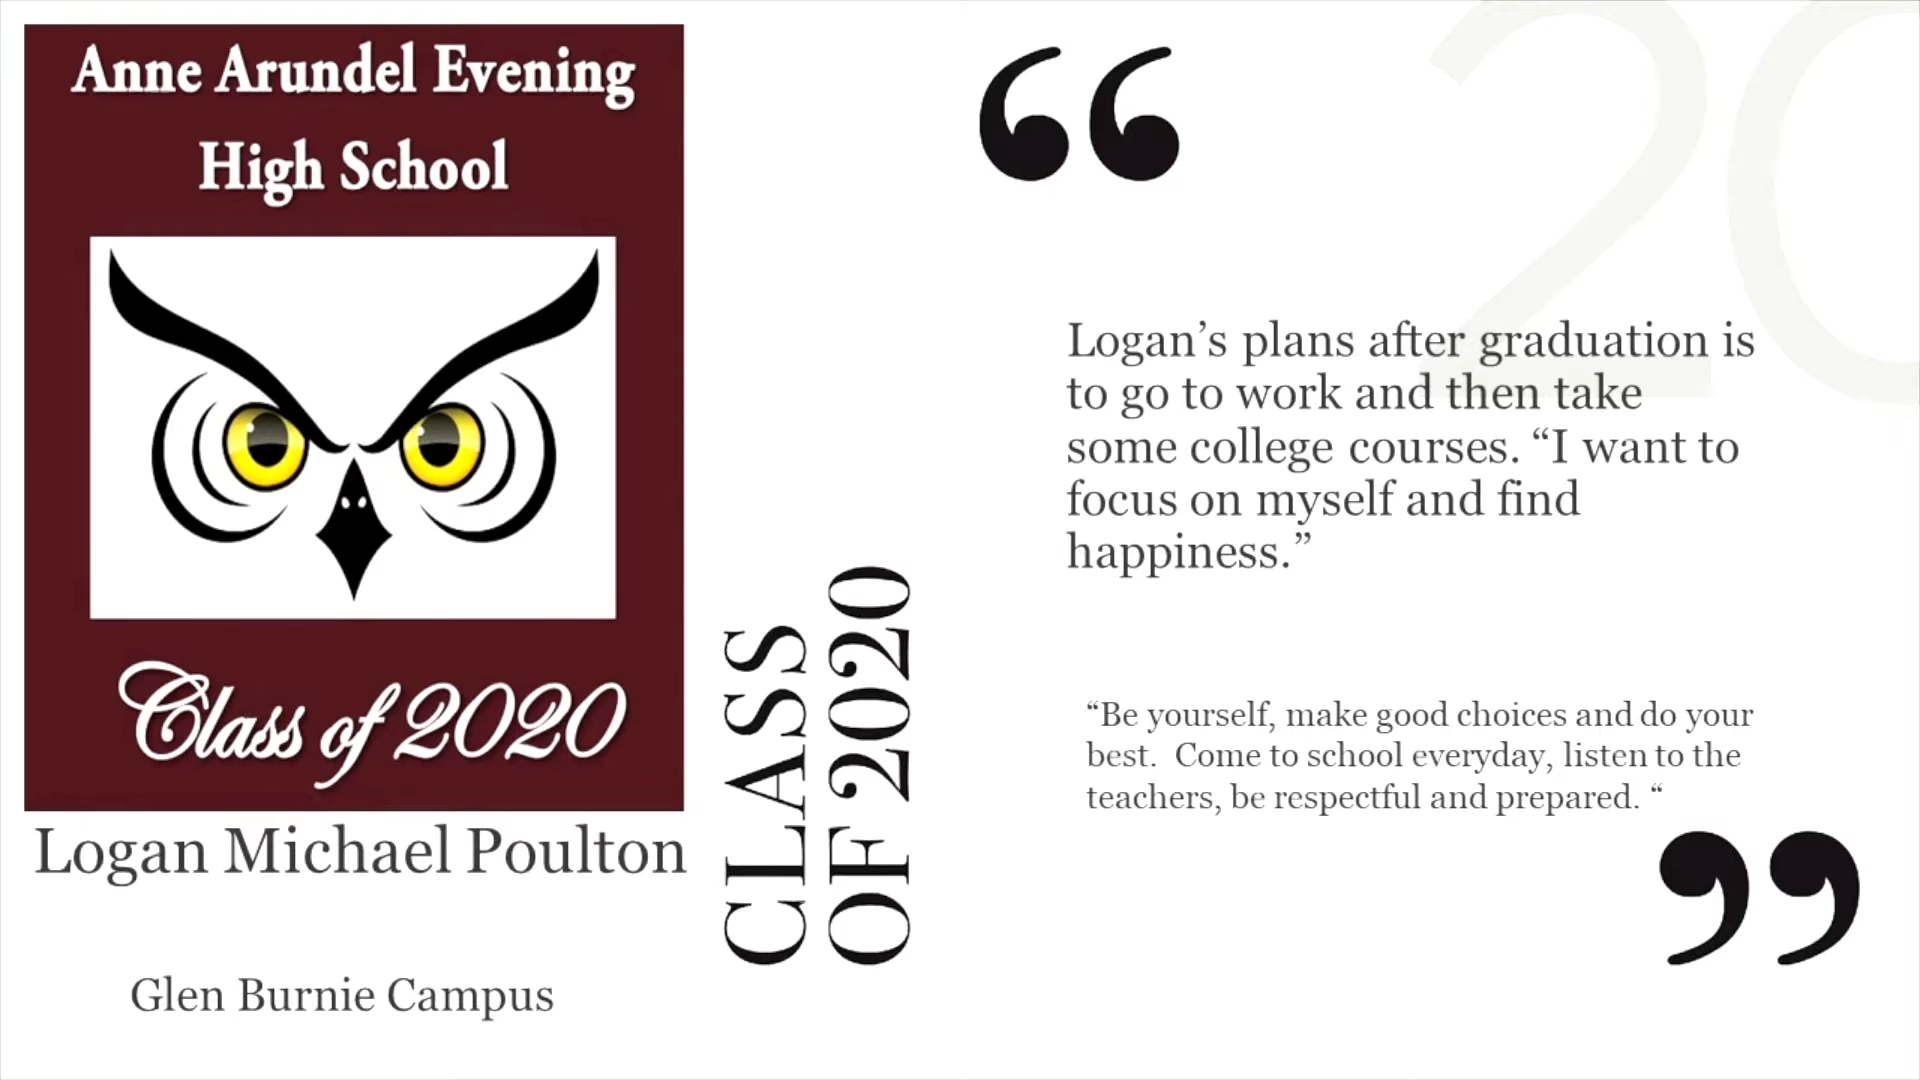 Anne Arundel Evening
High School
Class of 2020
Logan Michael Poulton
Glen Burnie Campus
CLASS
OF 2020
20
“
Logan’s plans after graduation is
to go to work and then take
some college courses. “I want to
focus on myself and find
happiness.”
“Be yourself, make good choices and do your
best.  Come to school everyday, listen to the
teachers, be respectful and prepared. “
”